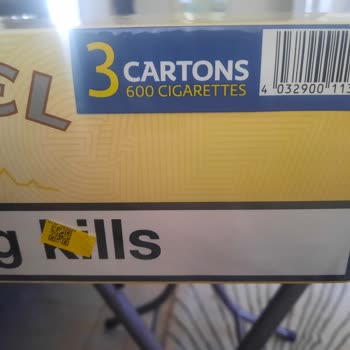 3 CARTONS
600 CIGARETTES
4 032900 113
kills